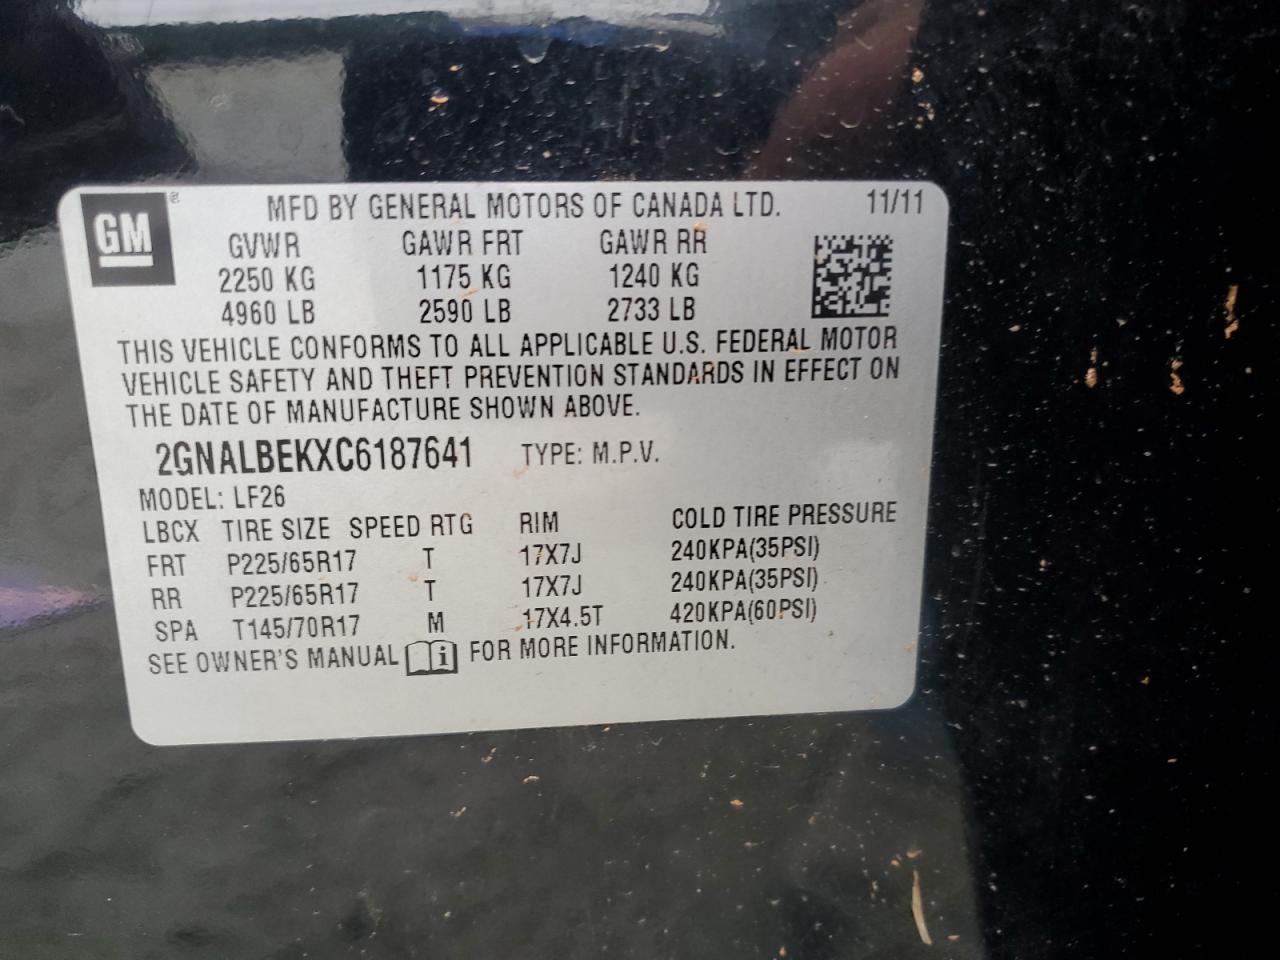 GM ® MFD BY GENERAL MOTORS OF CANADA LTD. 11/11
GVWR GAWR FRT GAWR RR
2250 KG 1175 KG 1240 KG
4960 LB 2590 LB 2733 LB
THIS VEHICLE CONFORMS TO ALL APPLICABLE U.S. FEDERAL MOTOR
VEHICLE SAFETY AND THEFT PREVENTION STANDARDS IN EFFECT ON
THE DATE OF MANUFACTURE SHOWN ABOVE.
2GNALBEKXC6187641 TYPE: M.P.V.
MODEL: LF26
LBCX TIRE SIZE SPEED RTG RIM COLD TIRE PRESSURE
FRT P225/65R17 T 17X7J 240KPA(35PSI)
RR P225/65R17 T 17X7J 240KPA(35PSI)
SPA T145/70R17 M 17X4.5T 420KPA(60PSI)
SEE OWNER'S MANUAL i FOR MORE INFORMATION.